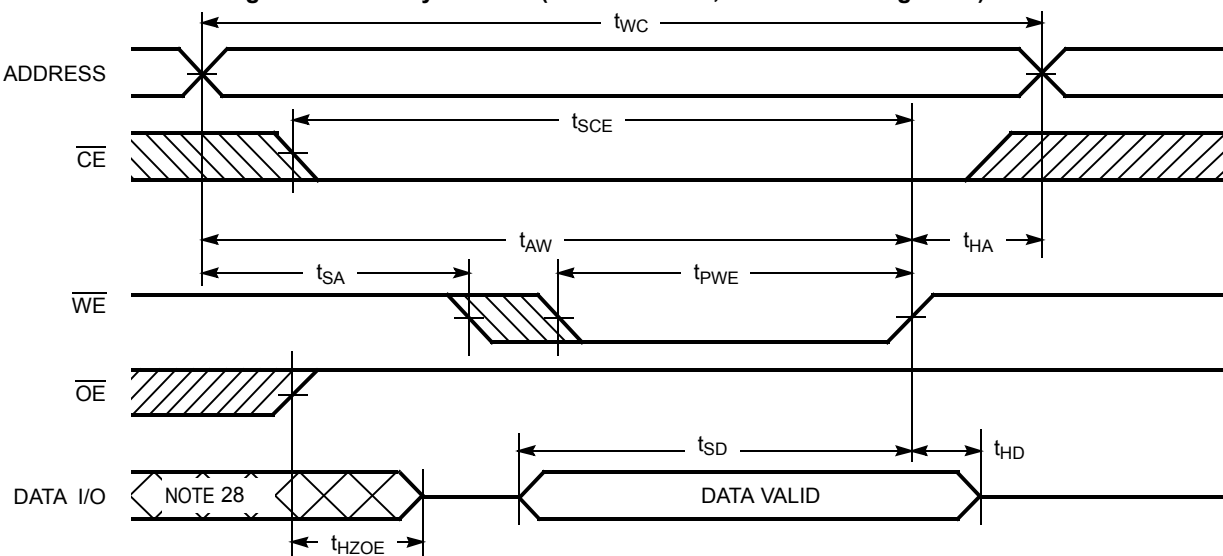 tWC
ADDRESS
tSCE
CE
tAW
tHA
tSA
tPWE
WE
OE
tSD
tHD
DATA I/O
NOTE 28
DATA VALID
tHZOE